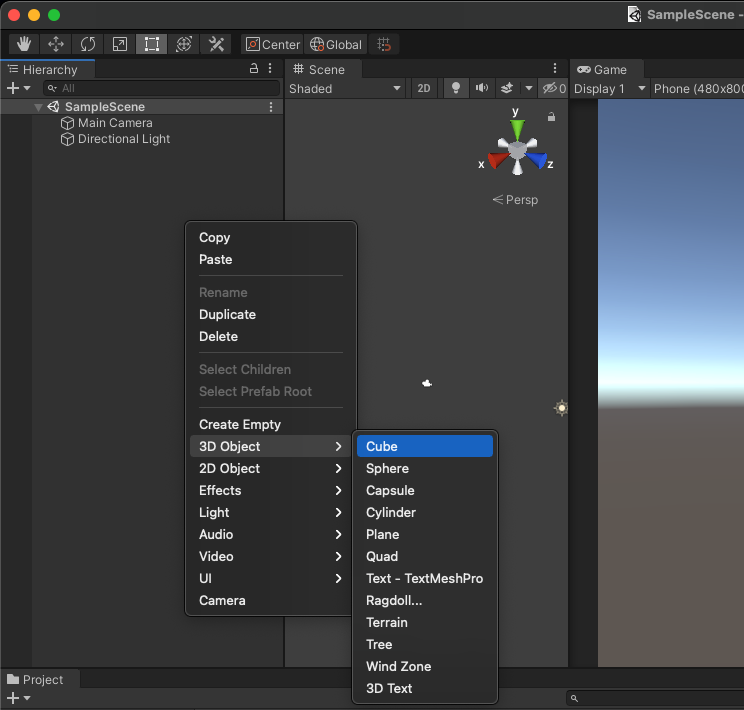 SampleScene -
Center
Global
Hierarchy
All
SampleScene
Main Camera
Directional Light
Scene
Shaded
2D
0
y
x
z
Persp
Game
Display 1
Phone (480x800
Copy
Paste
Rename
Duplicate
Delete
Select Children
Select Prefab Root
Create Empty
3D Object
2D Object
Effects
Light
Audio
Video
UI
Camera
Cube
Sphere
Capsule
Cylinder
Plane
Quad
Text - TextMeshPro
Ragdoll...
Terrain
Tree
Wind Zone
3D Text
Project